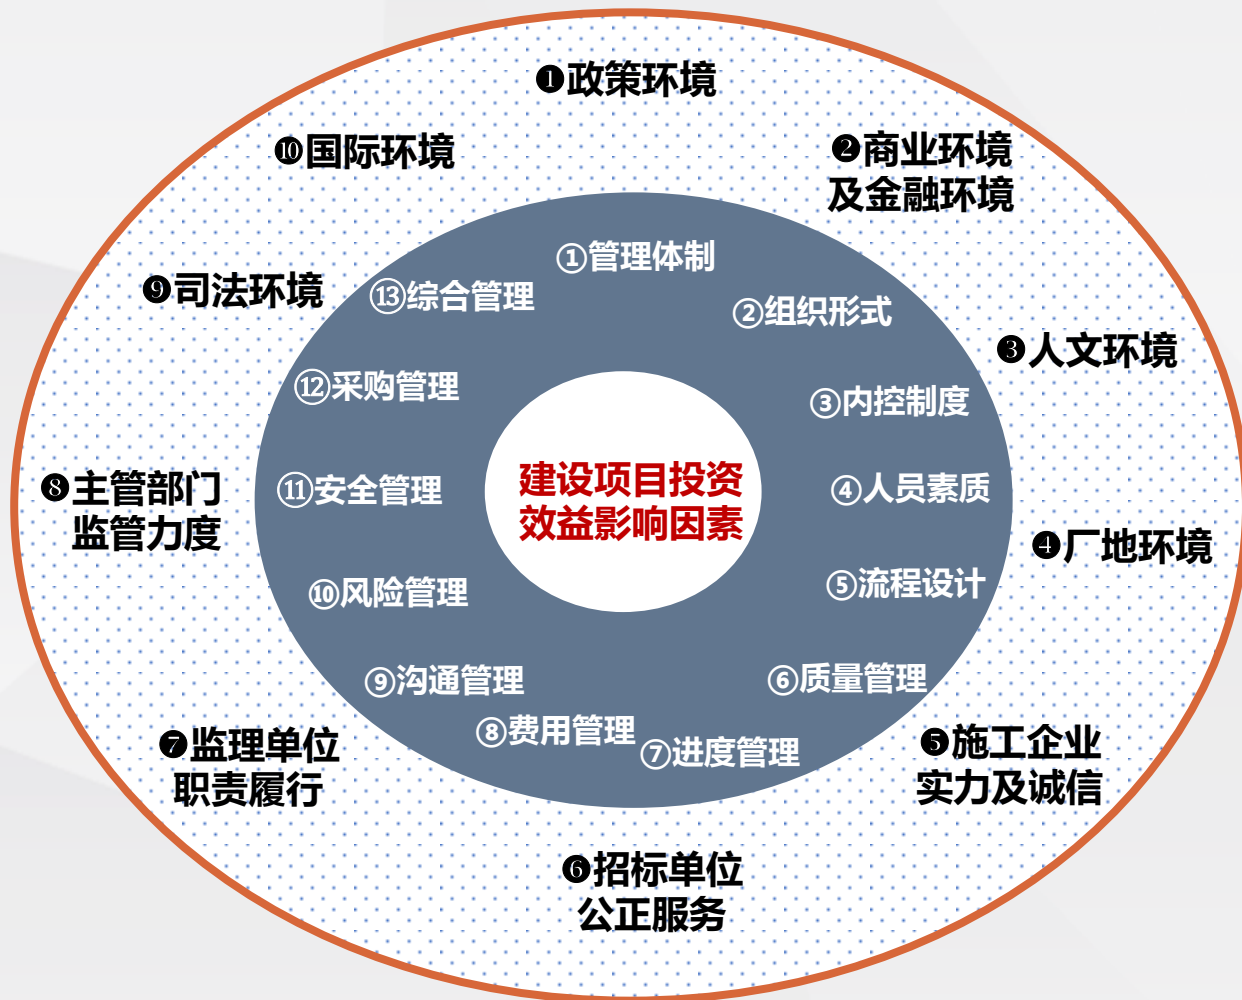 ❶政策环境
❷商业环境
及金融环境
❸人文环境
❹厂地环境
❺施工企业
实力及诚信
❻招标单位
公正服务
❼监理单位
职责履行
❽主管部门
监管力度
❾司法环境
❿国际环境
①管理体制
②组织形式
③内控制度
④人员素质
⑤流程设计
⑥质量管理
⑦进度管理
⑧费用管理
⑨沟通管理
⑩风险管理
⑪安全管理
⑫采购管理
⑬综合管理
建设项目投资
效益影响因素